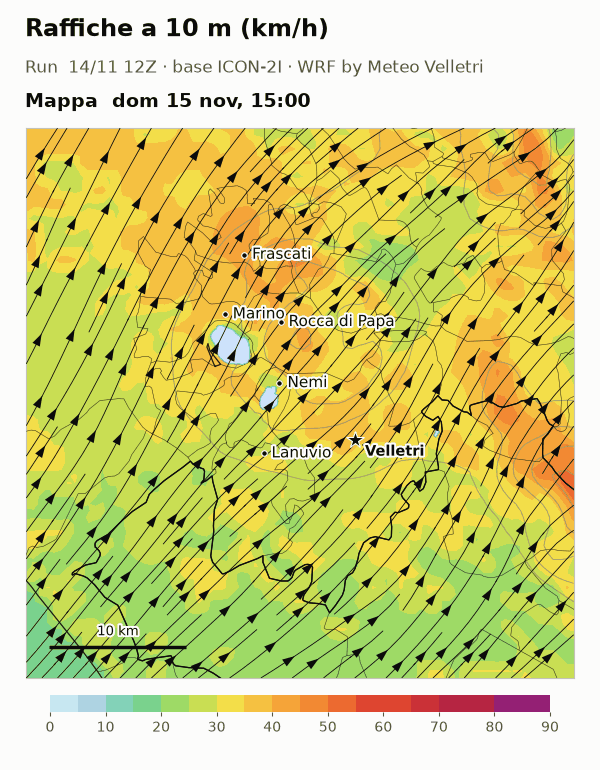 Raffiche a 10 m (km/h)
Run  14/11 12Z · base ICON-2I · WRF by Meteo Velletri
Mappa  dom 15 nov, 15:00
Frascati
Marino
Rocca di Papa
Nemi
Velletri
Lanuvio
10 km
0 10 20 30 40 50 60 70 80 90